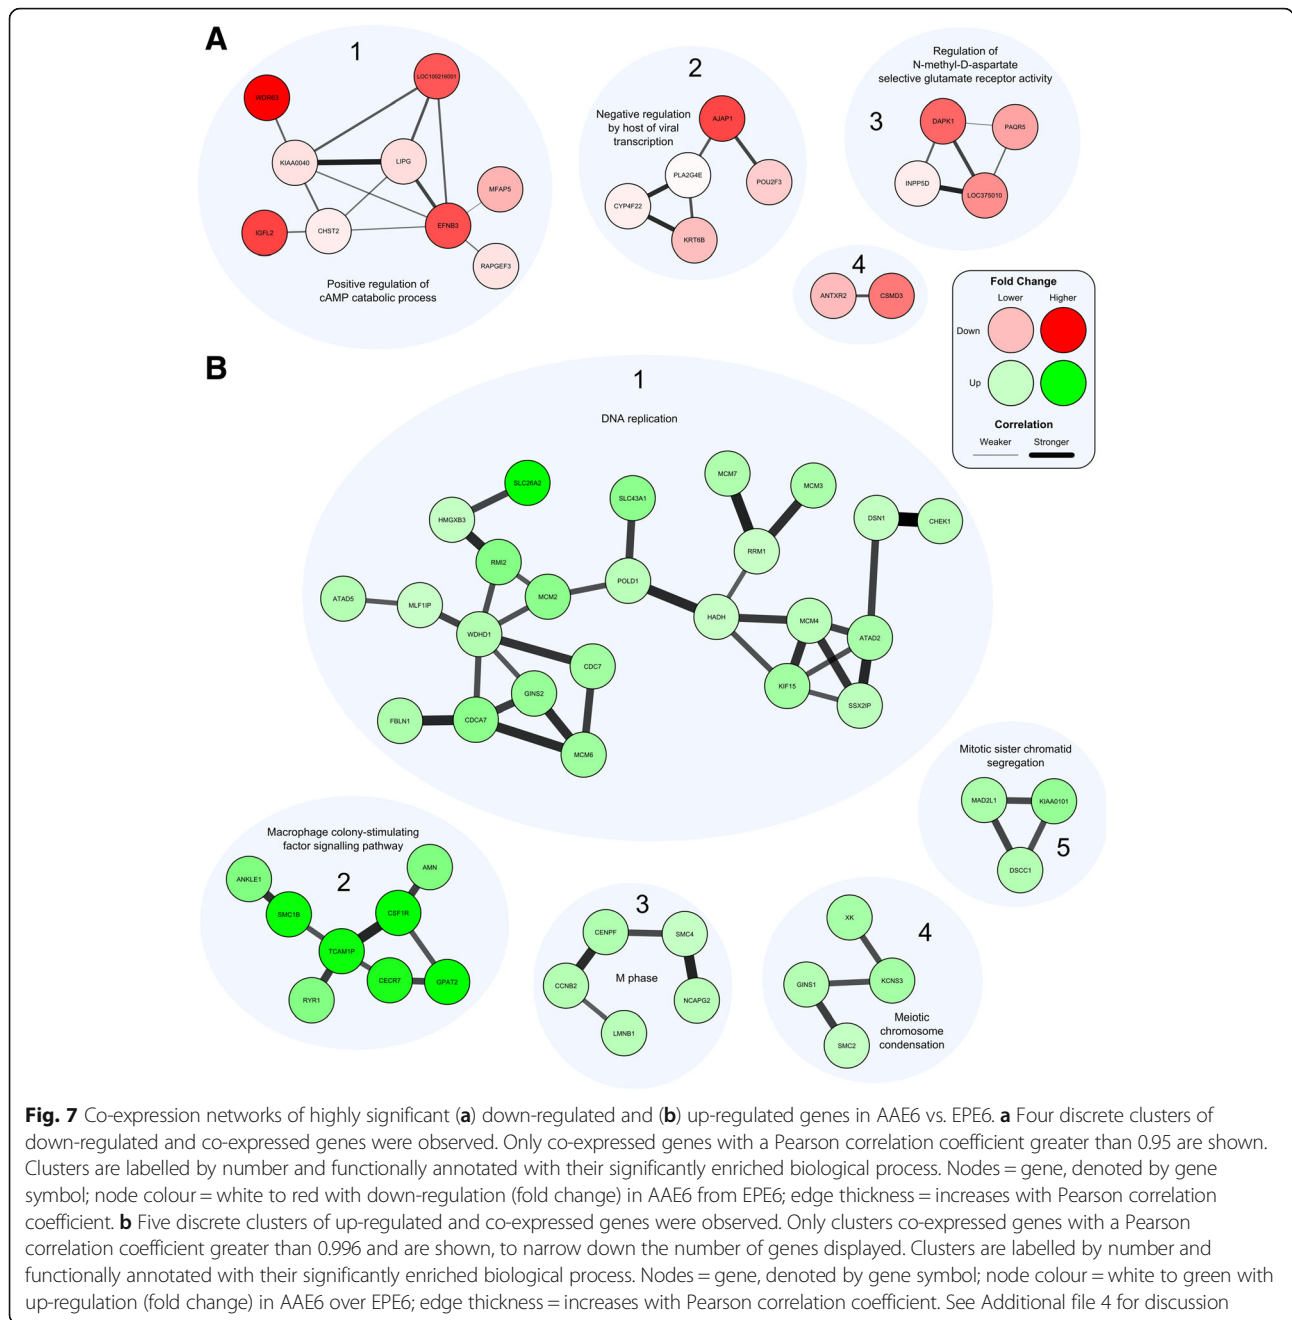 A
1
WDR63
LOC100216001
KIAA0040
LIPG
MFAP5
IGFL2
CHST2
EFNB3
RAPGEF3
Positive regulation of
cAMP catabolic process
2
Negative regulation
by host of viral
transcription
AJAP1
PLA2G4E
POU2F3
CYP4F22
KRT6B
Regulation of
N-methyl-D-aspartate
selective glutamate receptor activity
3
DAPK1
PAQR5
INPP5D
LOC375010
4
ANTXR2
CSMD3
Fold Change
Lower
Higher
Down
Up
Correlation
Weaker
Stronger
B
1
DNA replication
SLC26A2
HMGXB3
RMI2
SLC43A1
MCM7
MCM3
DSN1
CHEK1
RRM1
ATAD5
MLF1IP
MCM2
POLD1
HADH
MCM4
ATAD2
WDHD1
CDC7
GINS2
KIF15
SSX2IP
FBLN1
CDCA7
MCM6
Macrophage colony-stimulating
factor signalling pathway
2
ANKLE1
AMN
SMC1B
CSF1R
TCAM1P
CECR7
GPAT2
RYR1
3
CENPF
SMC4
M phase
CCNB2
NCAPG2
LMNB1
4
XK
GINS1
KCNS3
SMC2
Meiotic
chromosome
condensation
Mitotic sister chromatid
segregation
MAD2L1
KIAA0101
5
DSCC1
Fig. 7 Co-expression networks of highly significant (a) down-regulated and (b) up-regulated genes in AAE6 vs. EPE6. a Four discrete clusters of
down-regulated and co-expressed genes were observed. Only co-expressed genes with a Pearson correlation coefficient greater than 0.95 are shown.
Clusters are labelled by number and functionally annotated with their significantly enriched biological process. Nodes = gene, denoted by gene
symbol; node colour = white to red with down-regulation (fold change) in AAE6 from EPE6; edge thickness = increases with Pearson correlation
coefficient. b Five discrete clusters of up-regulated and co-expressed genes were observed. Only clusters co-expressed genes with a Pearson
correlation coefficient greater than 0.996 and are shown, to narrow down the number of genes displayed. Clusters are labelled by number and
functionally annotated with their significantly enriched biological process. Nodes = gene, denoted by gene symbol; node colour = white to green with
up-regulation (fold change) in AAE6 over EPE6; edge thickness = increases with Pearson correlation coefficient. See Additional file 4 for discussion